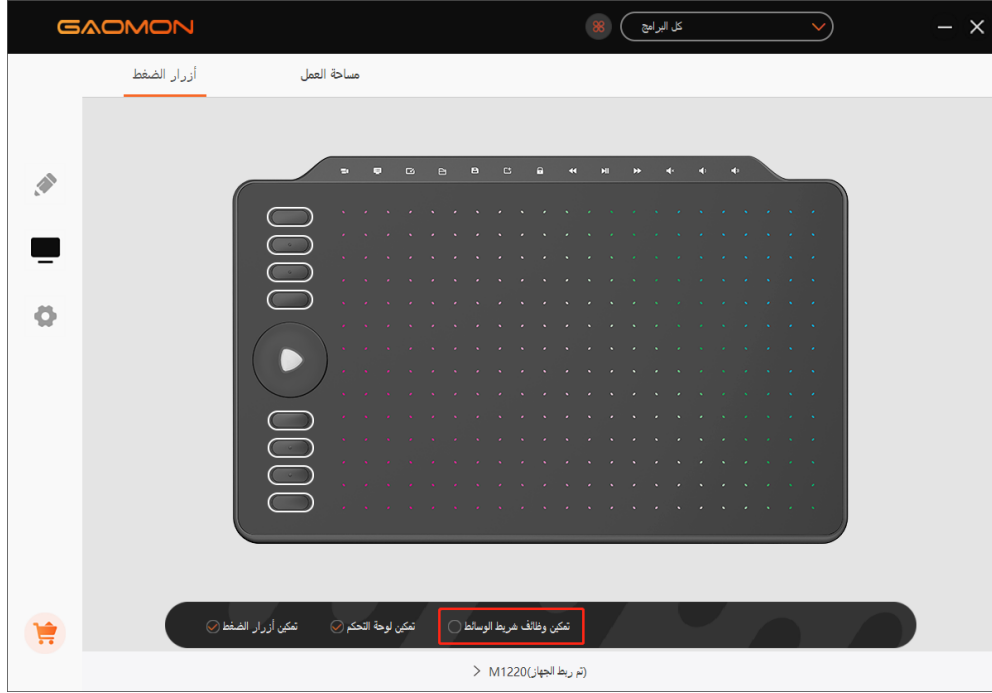 GAOMON
كل البرامج
أزرار الضغط
مساحة العمل
تمكين أزرار الضغط
تمكين لوحة التحكم
تمكين وظائف شريط الوسائط
M1220(تم ربط الجهاز)